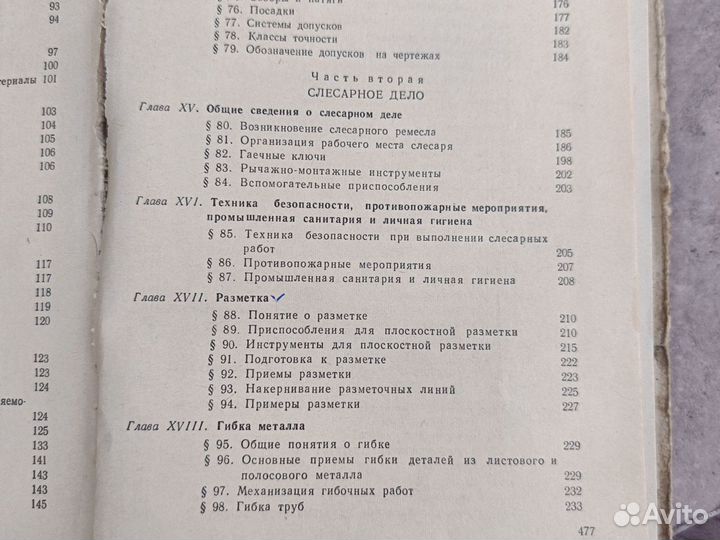 93
94
97
100
териалы 101
103
104
105
106
106
108
109
110
117
117
118
119
120
123
123
124
яемо-
124
125
133
141
143
143
145
176
§ 76. Посадки 177
§ 77. Системы допусков 182
§ 78. Классы точности 183
§ 79. Обозначение допусков на чертежах 184
Часть вторая
СЛЕСАРНОЕ ДЕЛО
Глава XV. Общие сведения о слесарном деле
§ 80. Возникновение слесарного ремесла 185
§ 81. Организация рабочего места слесаря 186
§ 82. Гаечные ключи 198
§ 83. Рычажно-монтажные инструменты 202
§ 84. Вспомогательные приспособления 203
Глава XVI. Техника безопасности, противопожарные мероприятия,
промышленная санитария и личная гигиена
§ 85. Техника безопасности при выполнении слесарных
работ 205
§ 86. Противопожарные мероприятия 207
§ 87. Промышленная санитария и личная гигиена 208
Глава XVII. Разметка
§ 88. Понятие о разметке 210
§ 89. Приспособления для плоскостной разметки 210
§ 90. Инструменты для плоскостной разметки 215
§ 91. Подготовка к разметке 222
§ 92. Приемы разметки 223
§ 93. Накернивание разметочных линий 225
§ 94. Примеры разметки 227
Глава XVIII. Гибка металла
§ 95. Общие понятия о гибке 229
§ 96. Основные приемы гибки деталей из листового и
полосового металла 229
§ 97. Механизация гибочных работ 232
§ 98. Гибка труб 233
477
Avito